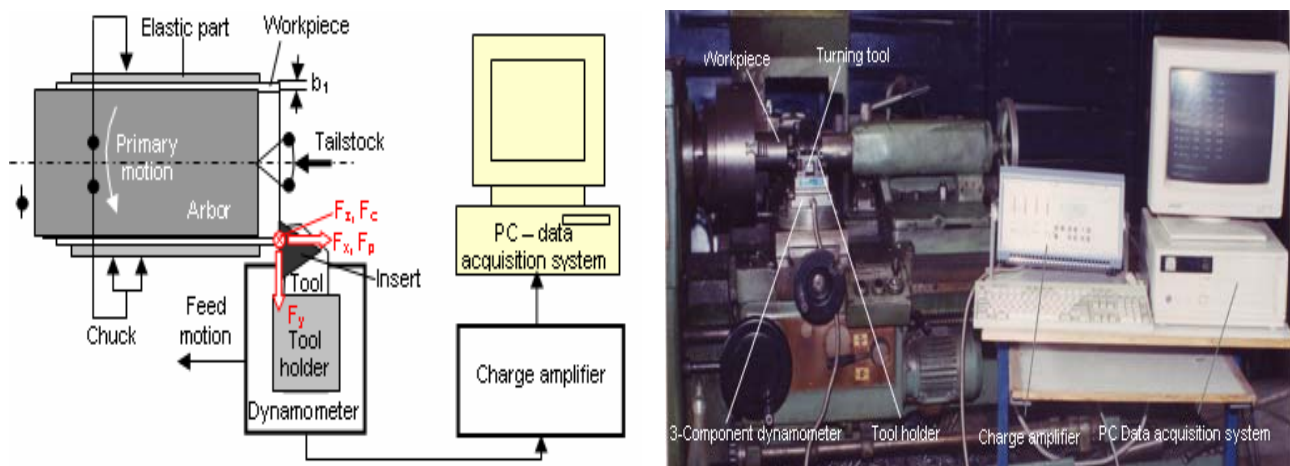 Elastic part
Workpiece
b1
Primary
motion
Tailstock
Arbor
Fz, Fc
Fx, Fp
Insert
Tool
Fy
Feed
motion
Tool
holder
Chuck
Dynamometer
PC – data
acquisition system
Charge amplifier
Workpiece
Turning tool
3-Component dynamometer
Tool holder
Charge amplifier
PC Data acquisition system